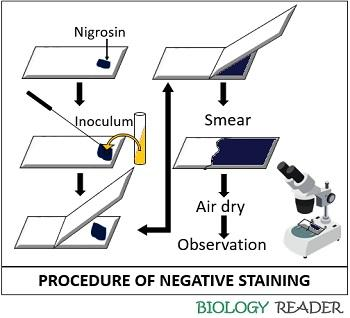 Nigrosin
Inoculum
Smear
Air dry
Observation
PROCEDURE OF NEGATIVE STAINING
BIOLOGY READER